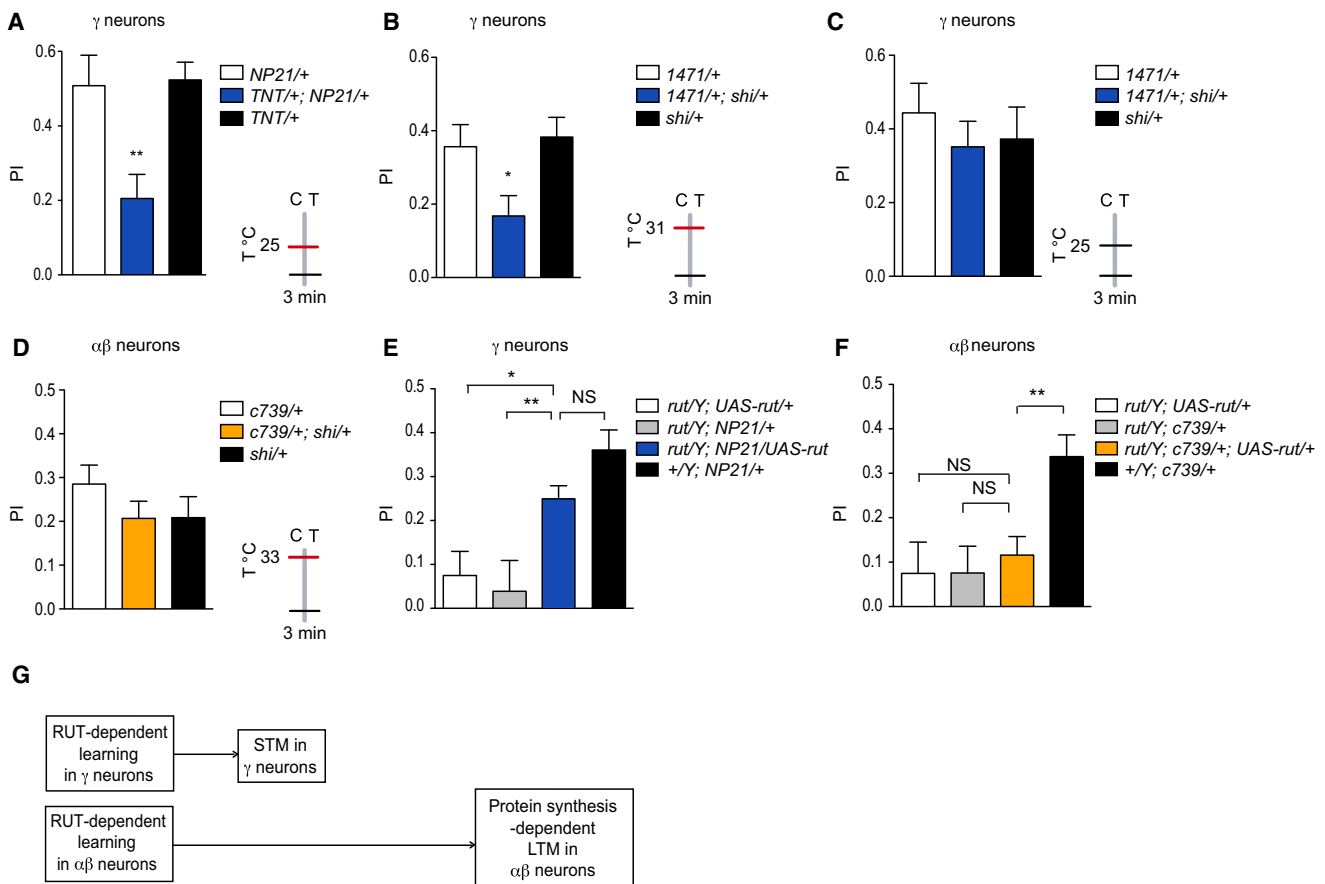 A
γ neurons
PI
0.6
0.4
0.2
0.0
**
NP21/+
TNT/+; NP21/+
TNT/+
C T
T °C
25
3 min
B
γ neurons
PI
0.6
0.4
0.2
0.0
*
1471/+
1471/+; shi/+
shi/+
C T
T °C
31
3 min
C
γ neurons
PI
0.6
0.4
0.2
0.0
1471/+
1471/+; shi/+
shi/+
C T
T °C
25
3 min
D
αβ neurons
PI
0.5
0.4
0.3
0.2
0.1
0.0
c739/+
c739/+; shi/+
shi/+
C T
T °C
33
3 min
E
γ neurons
PI
0.5
0.4
0.3
0.2
0.1
0.0
*
**
NS
rut/Y; UAS-rut/+
rut/Y; NP21/+
rut/Y; NP21/UAS-rut
+/Y; NP21/+
F
αβ neurons
PI
0.5
0.4
0.3
0.2
0.1
0.0
**
NS
NS
rut/Y; UAS-rut/+
rut/Y; c739/+
rut/Y; c739/+; UAS-rut/+
+/Y; c739/+
G
RUT-dependent
learning
in γ neurons
STM in
γ neurons
RUT-dependent
learning
in αβ neurons
Protein synthesis
-dependent
LTM in
αβ neurons